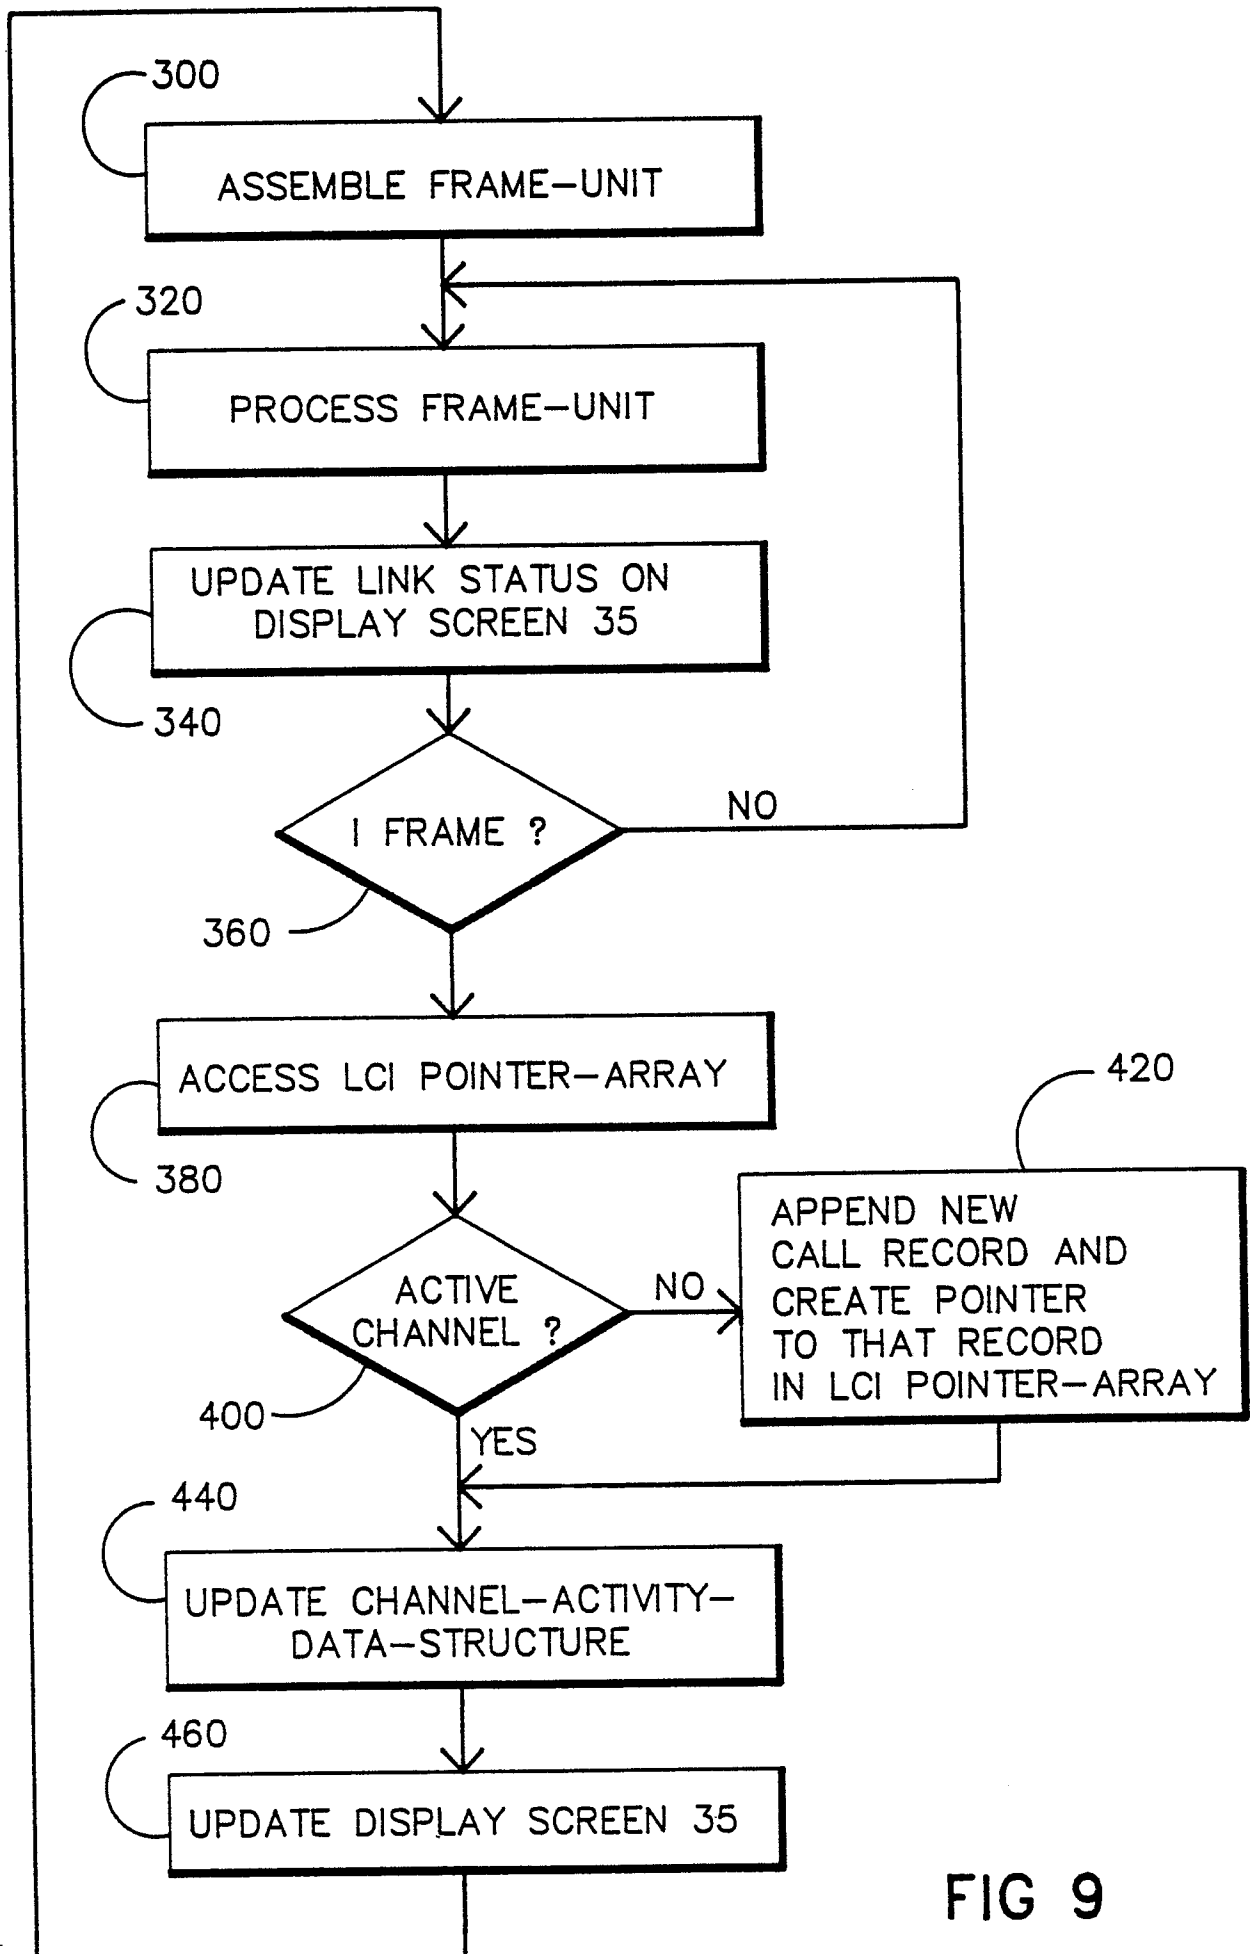 300
ASSEMBLE FRAME-UNIT
320
PROCESS FRAME-UNIT
UPDATE LINK STATUS ON
DISPLAY SCREEN 35
340
I FRAME ?
NO
360
ACCESS LCI POINTER-ARRAY
380
420
APPEND NEW
CALL RECORD AND
CREATE POINTER
TO THAT RECORD
IN LCI POINTER-ARRAY
ACTIVE
CHANNEL ?
NO
400
YES
440
UPDATE CHANNEL-ACTIVITY-
DATA-STRUCTURE
460
UPDATE DISPLAY SCREEN 35
FIG 9